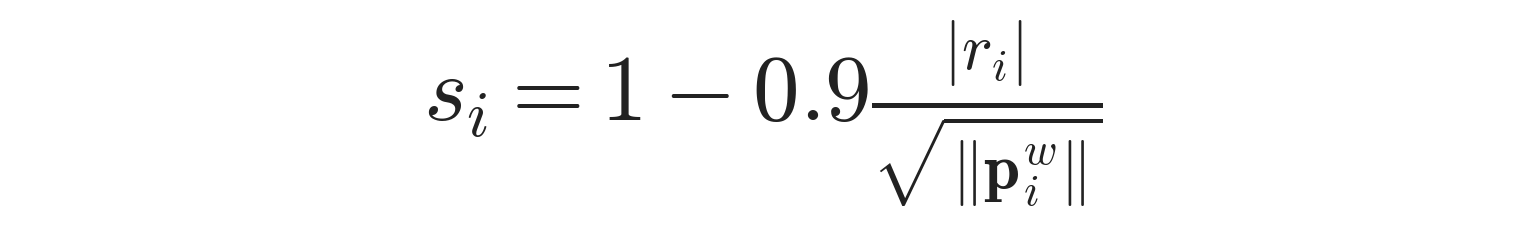 $s_i = 1 - 0.9 \frac{|r_i|}{\sqrt{\|\mathbf{p}_i^w\|}}$